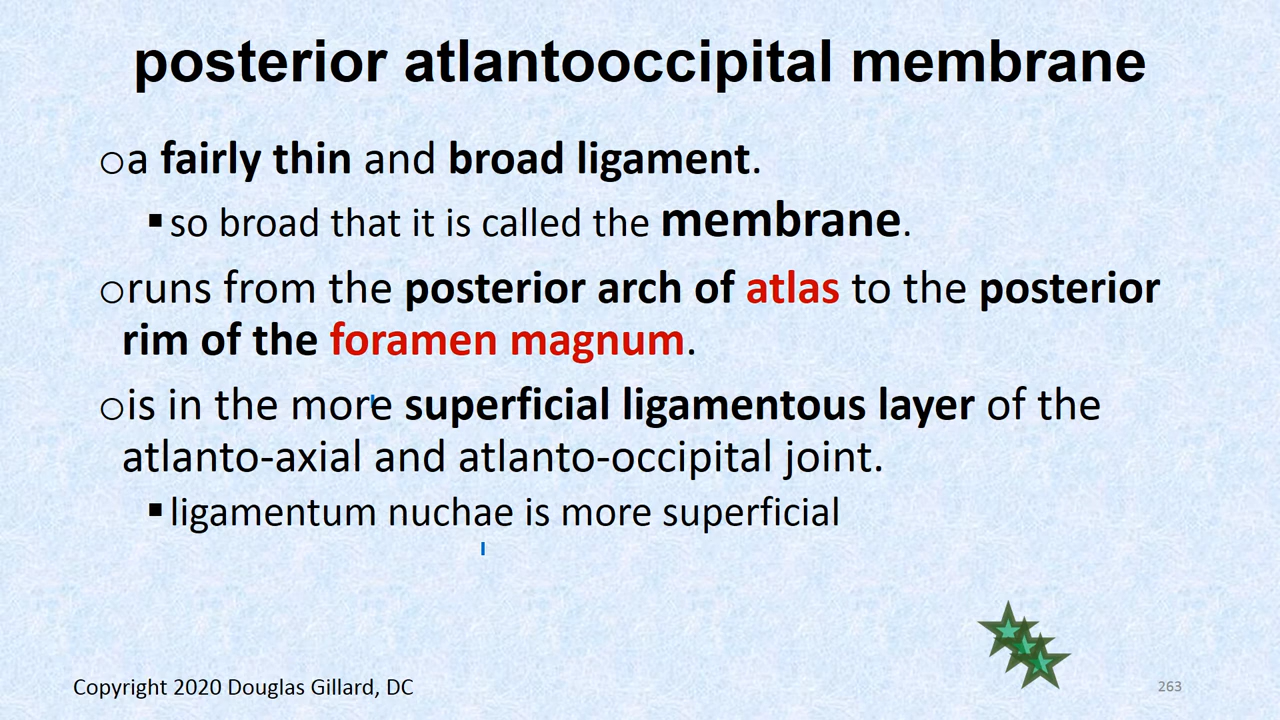 posterior atlantooccipital membrane
a fairly thin and broad ligament.
so broad that it is called the membrane.
runs from the posterior arch of atlas to the posterior
rim of the foramen magnum.
is in the more superficial ligamentous layer of the
atlanto-axial and atlanto-occipital joint.
ligamentum nuchae is more superficial
Copyright 2020 Douglas Gillard, DC
263